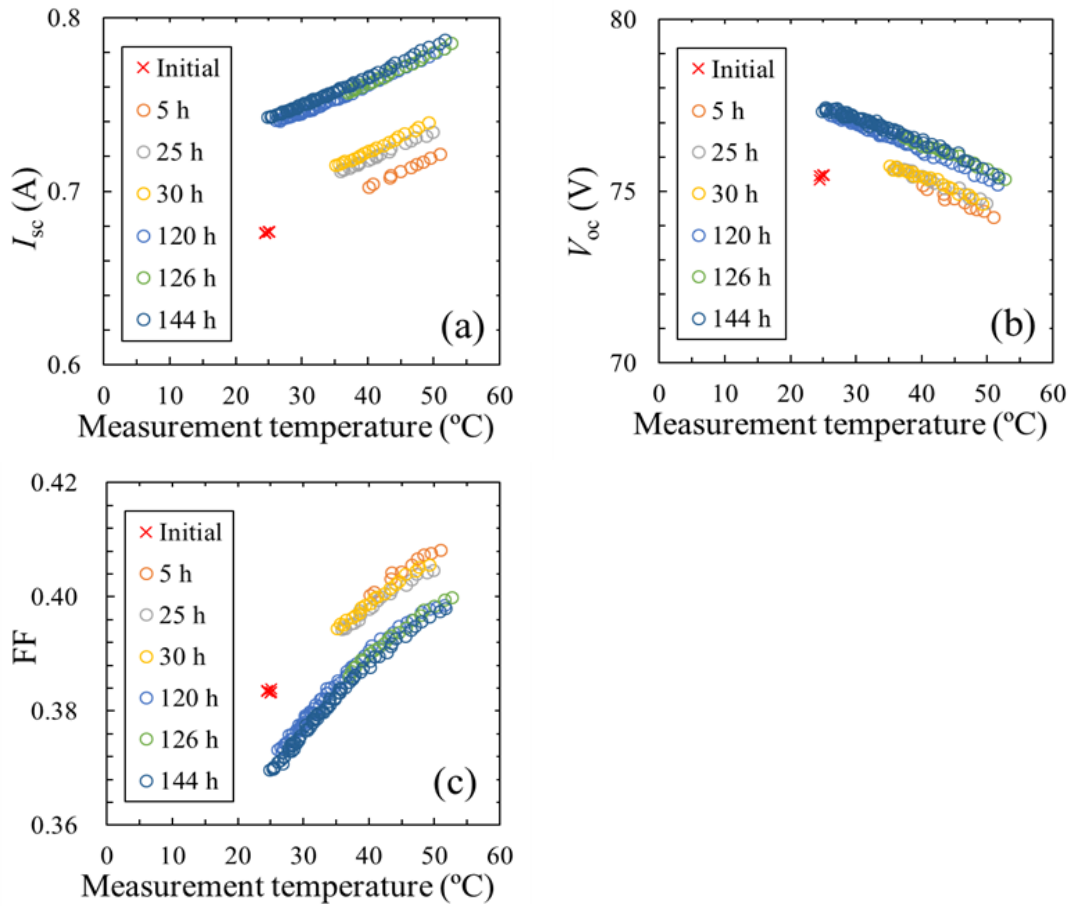 0.8
0.7
0.6
I_sc (A)
Initial
5 h
25 h
30 h
120 h
126 h
144 h
(a)
0 10 20 30 40 50 60
Measurement temperature (ºC)
80
75
70
V_oc (V)
Initial
5 h
25 h
30 h
120 h
126 h
144 h
(b)
0 10 20 30 40 50 60
Measurement temperature (ºC)
0.42
0.40
0.38
0.36
FF
Initial
5 h
25 h
30 h
120 h
126 h
144 h
(c)
0 10 20 30 40 50 60
Measurement temperature (ºC)